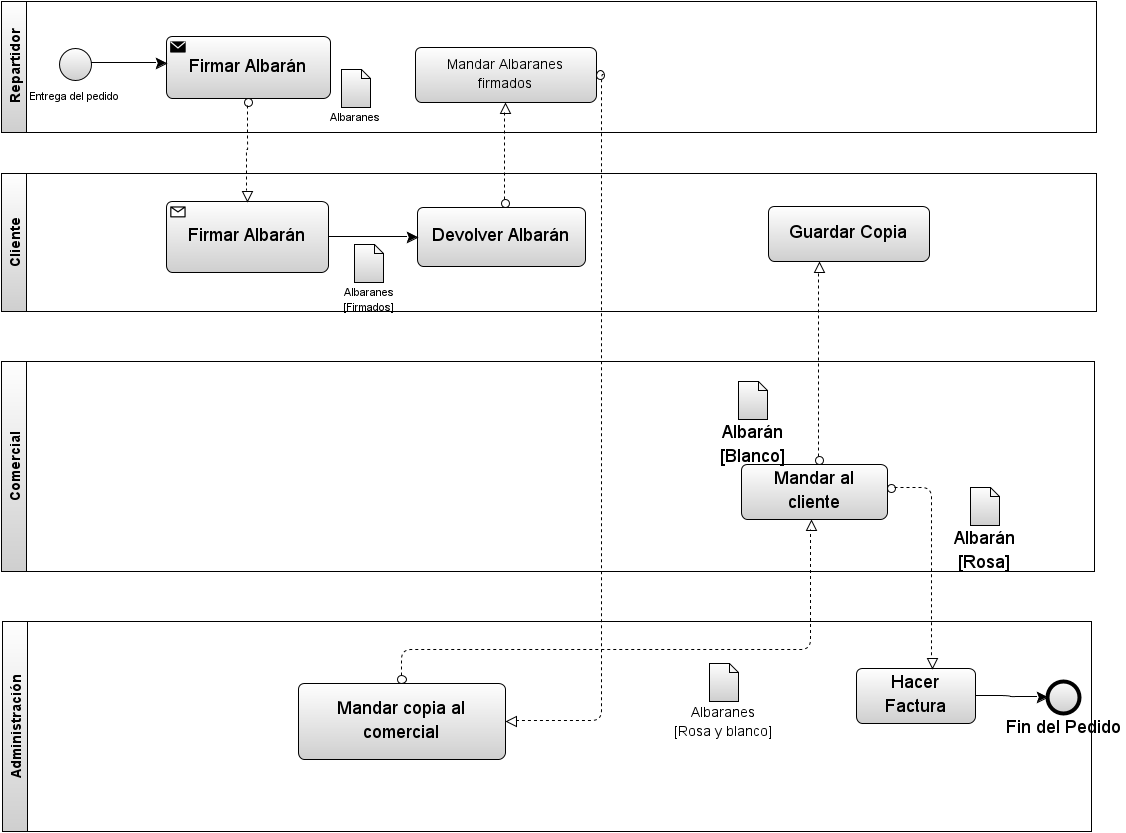 Repartidor
Entrega del pedido
Firmar Albarán
Albaranes
Mandar Albaranes
firmados
Cliente
Firmar Albarán
Albaranes
[Firmados]
Devolver Albarán
Guardar Copia
Comercial
Albarán
[Blanco]
Mandar al
cliente
Albarán
[Rosa]
Administración
Mandar copia al
comercial
Albaranes
[Rosa y blanco]
Hacer
Factura
Fin del Pedido